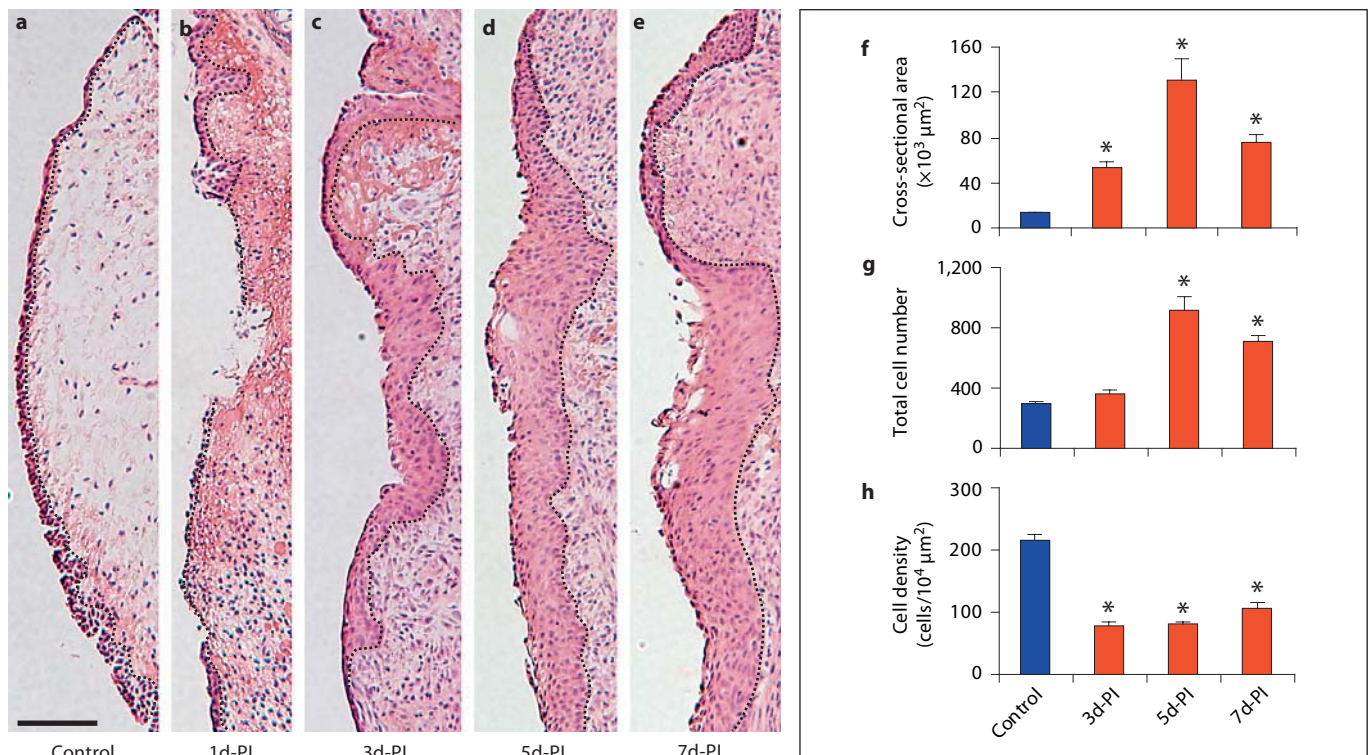 a
b
c
d
e
Control
1d-PI
3d-PI
5d-PI
7d-PI
f
Cross-sectional area
(×10³ µm²)
160
120
80
40
0
*
*
*
g
Total cell number
1,200
800
400
0
*
*
h
Cell density
(cells/10⁴ µm²)
300
200
100
0
*
*
*
Control
3d-PI
5d-PI
7d-PI